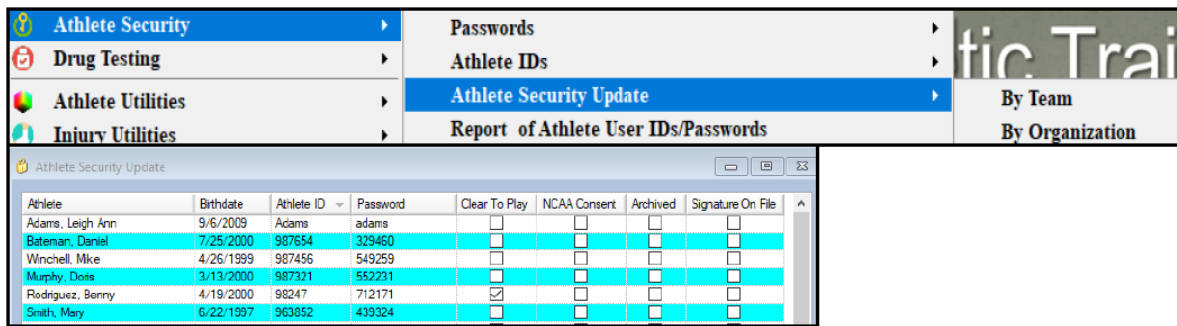 Athlete Security
Passwords
Drug Testing
Athlete IDs
tic Trai
Athlete Utilities
Athlete Security Update
By Team
Injury Utilities
Report of Athlete User IDs/Passwords
By Organization
Athlete Security Update
Athlete Birthdate Athlete ID Password Clear To Play NCAA Consent Archived Signature On File
Adams, Leigh Ann 9/6/2009 Adams adams
Bateman, Daniel 7/25/2000 987654 329460
Winchell, Mike 4/26/1999 987456 549259
Murphy, Doris 3/13/2000 987321 552231
Rodriguez, Benny 4/19/2000 98247 712171
Smith, Mary 6/22/1997 963852 439324